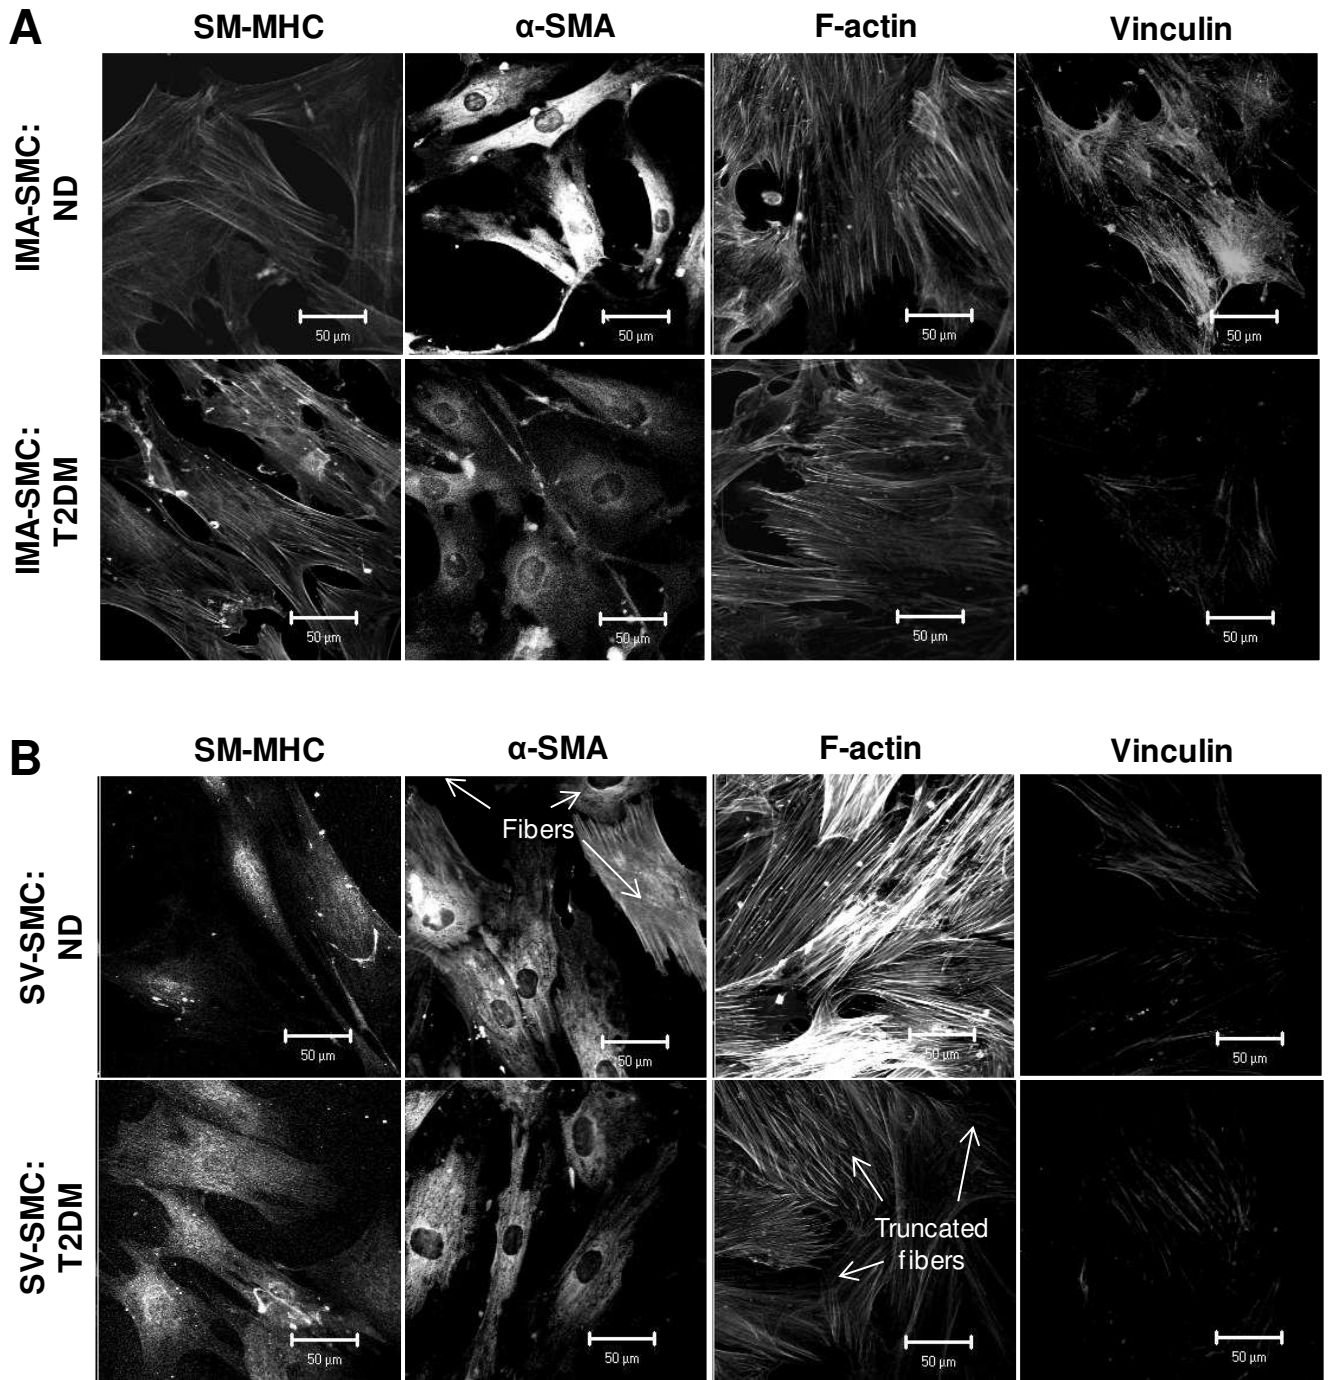 A
SM-MHC
α-SMA
F-actin
Vinculin
IMA-SMC:
ND
50 µm
50 µm
50 µm
50 µm
IMA-SMC:
T2DM
50 µm
50 µm
50 µm
50 µm
B
SM-MHC
α-SMA
F-actin
Vinculin
SV-SMC:
ND
Fibers
50 µm
50 µm
50 µm
50 µm
SV-SMC:
T2DM
Truncated
fibers
50 µm
50 µm
50 µm
50 µm